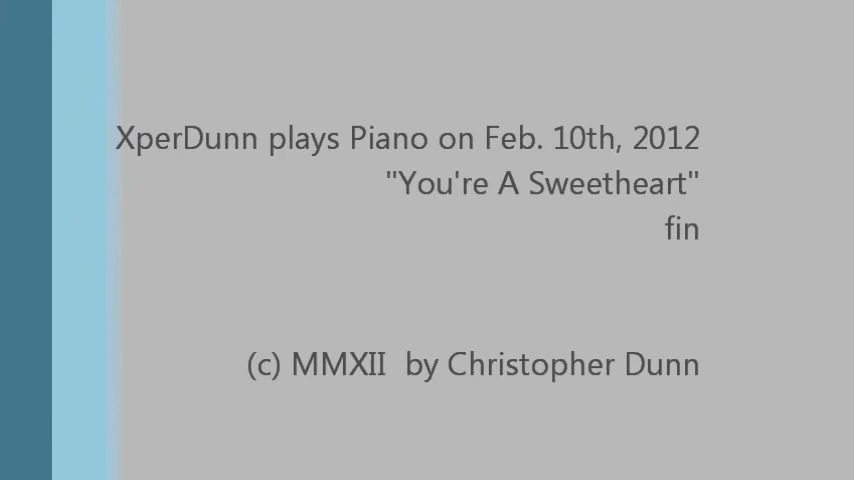 XperDunn plays Piano on Feb. 10th, 2012
"You're A Sweetheart"
fin
(c) MMXII  by Christopher Dunn